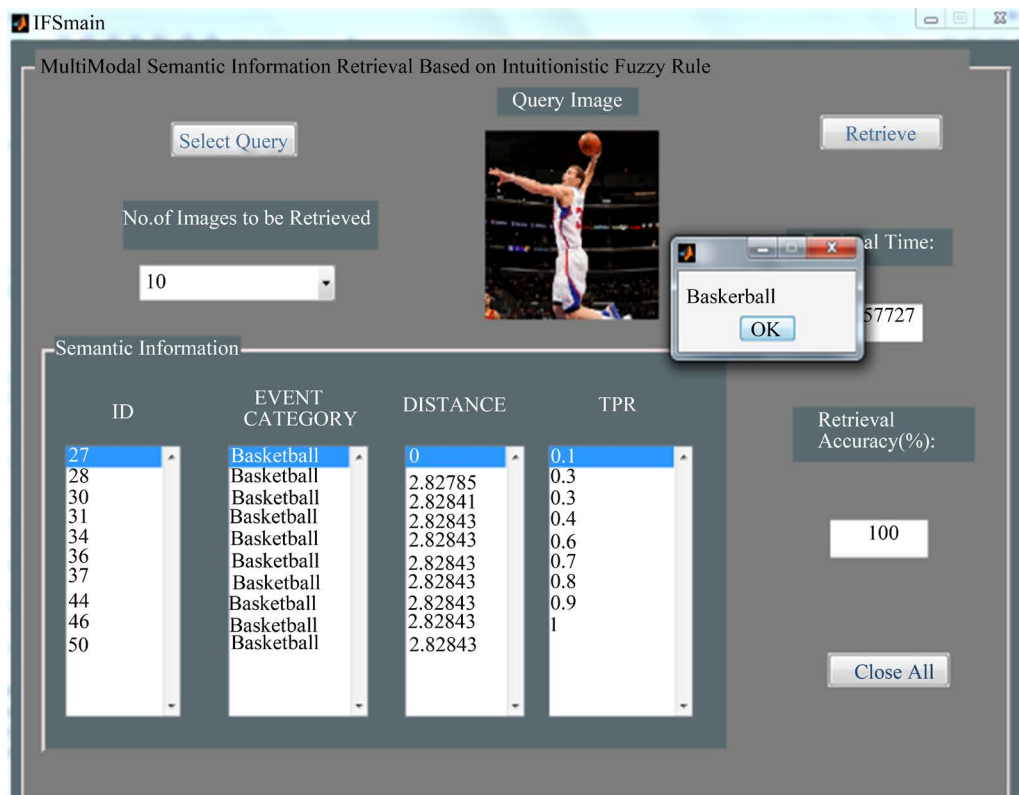 IFSmain
MultiModal Semantic Information Retrieval Based on Intuitionistic Fuzzy Rule
Query Image
Select Query
Retrieve
No.of Images to be Retrieved
10
Time:
Baskerball
OK
57727
Semantic Information
ID
EVENT
CATEGORY
DISTANCE
TPR
27 Basketball 0 0.1
28 Basketball 2.82785 0.3
30 Basketball 2.82841 0.3
31 Basketball 2.82843 0.4
34 Basketball 2.82843 0.6
36 Basketball 2.82843 0.7
37 Basketball 2.82843 0.8
44 Basketball 2.82843 0.9
46 Basketball 2.82843 1
50 Basketball 2.82843
Retrieval
Accuracy(%):
100
Close All